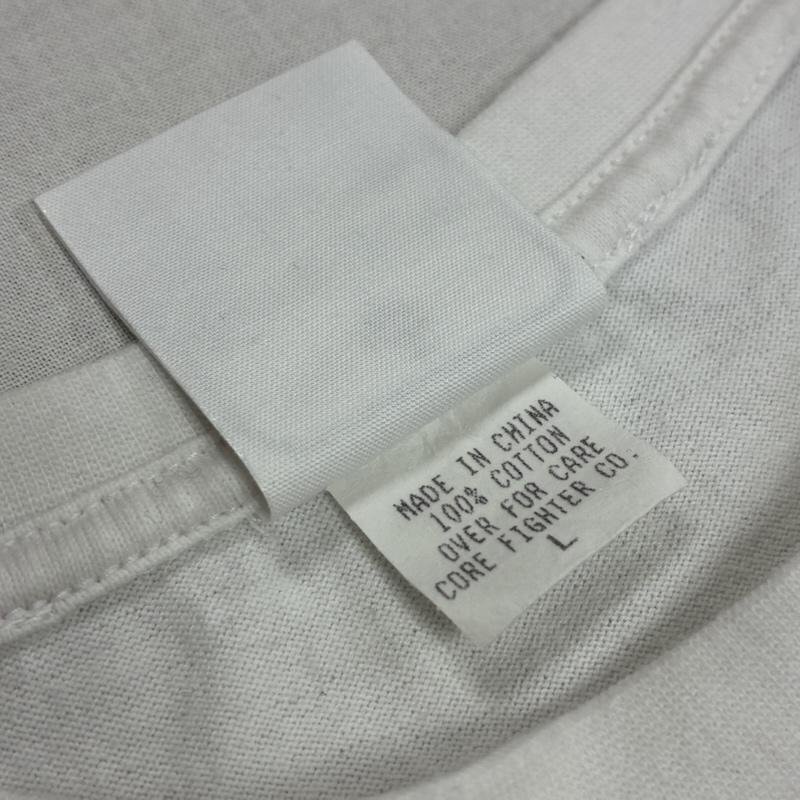 MADE IN CHINA
100% COTTON
OVER FOR CARE
CORE FIGHTER CO.
L